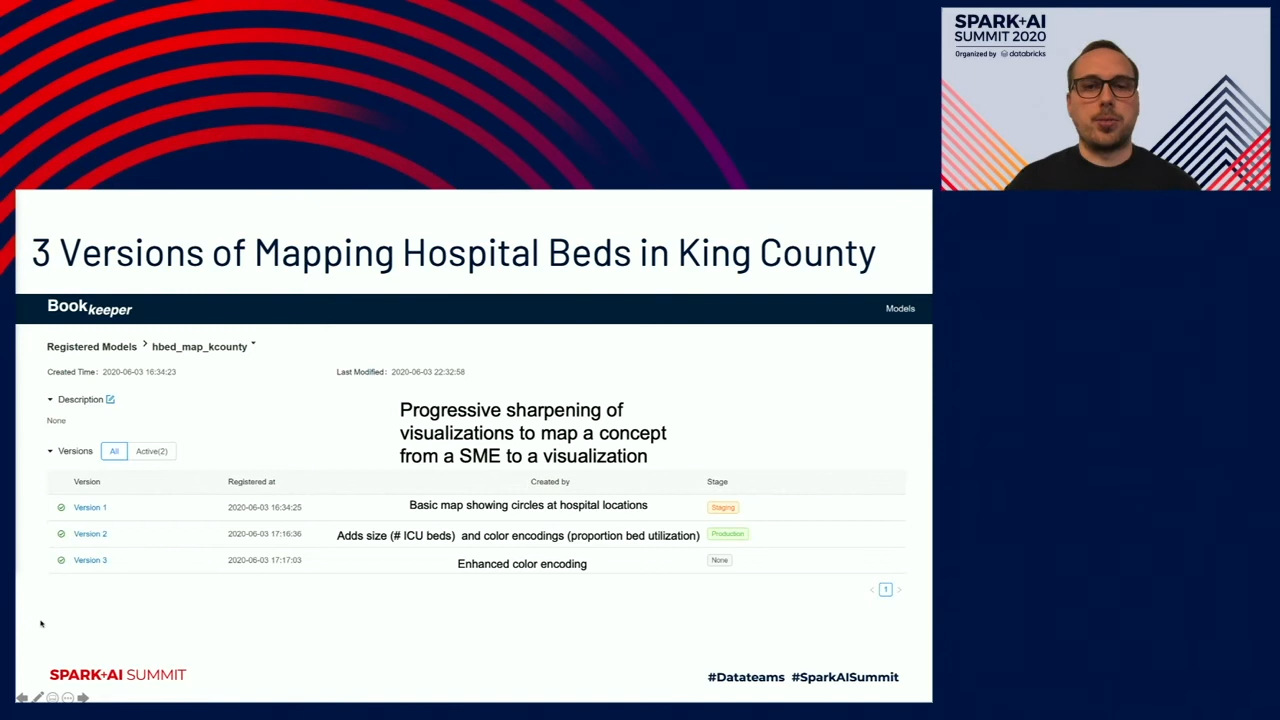 SPARK+AI
SUMMIT 2020
Organized by databricks
3 Versions of Mapping Hospital Beds in King County
Bookkeeper
Models
Registered Models > hbed_map_kcounty
Created Time: 2020-06-03 16:34:23
Last Modified: 2020-06-03 22:32:58
Description
None
Progressive sharpening of
visualizations to map a concept
from a SME to a visualization
Versions All Active(2)
Version Registered at Created by Stage
Version 1 2020-06-03 16:34:25 Basic map showing circles at hospital locations Staging
Version 2 2020-06-03 17:16:36 Adds size (# ICU beds) and color encodings (proportion bed utilization) Production
Version 3 2020-06-03 17:17:03 Enhanced color encoding None
< 1 >
SPARK+AI SUMMIT
#Datateams #SparkAISummit